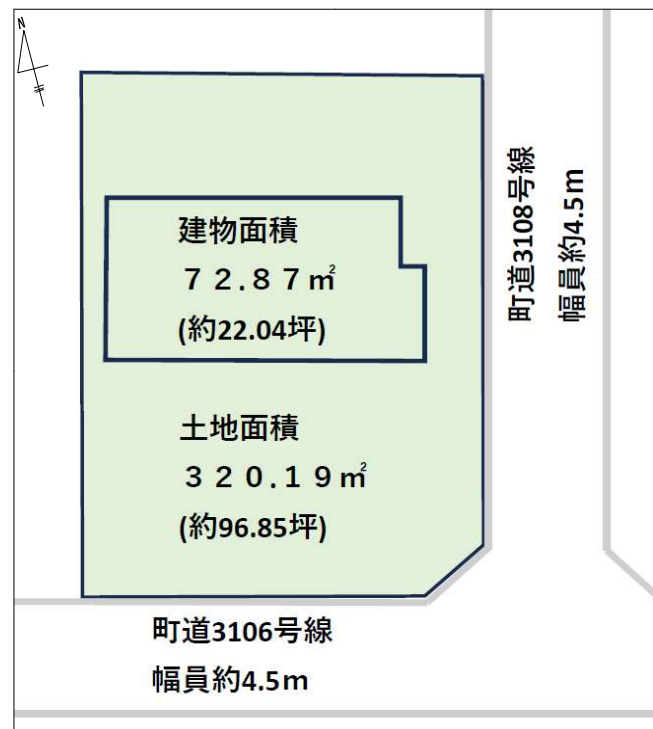 N
建物面積
７２.８７㎡
(約22.04坪)
土地面積
３２０.１９㎡
(約96.85坪)
町道3108号線
幅員約4.5ｍ
町道3106号線
幅員約4.5ｍ